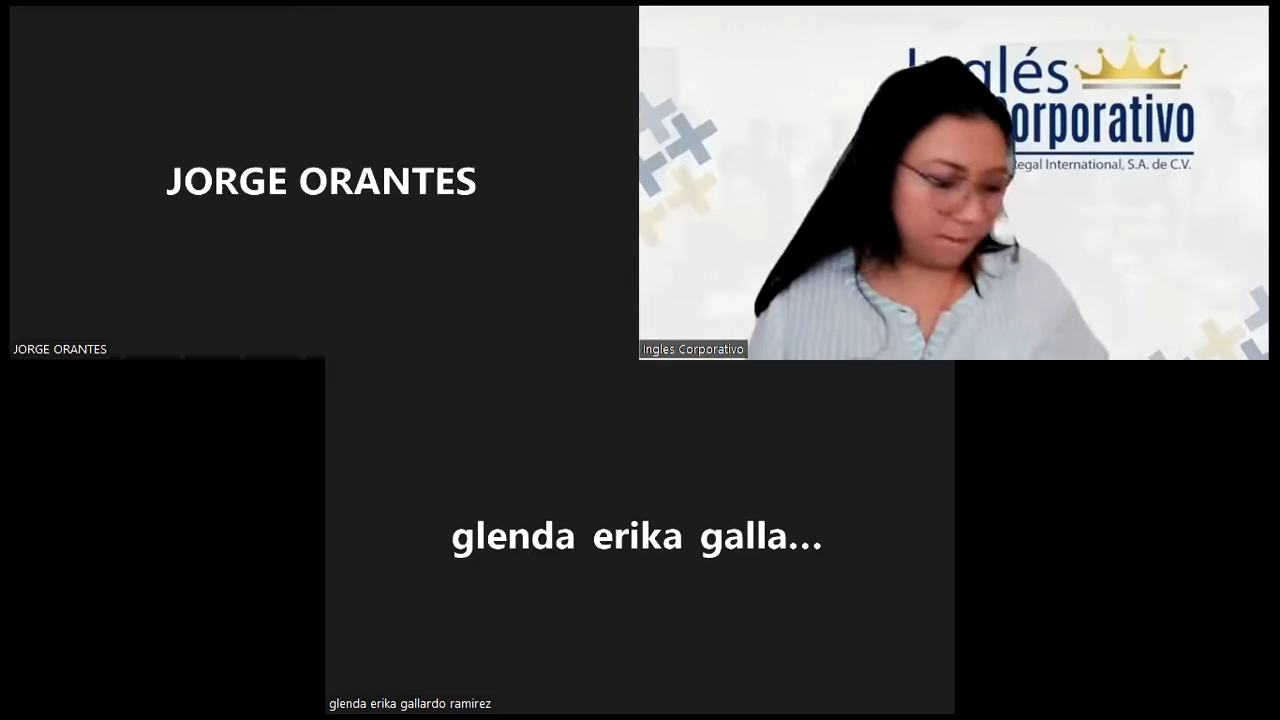 JORGE ORANTES
JORGE ORANTES
Inglés
Corporativo
Regal International, S.A. de C.V.
Ingles Corporativo
glenda erika galla...
glenda erika gallardo ramirez